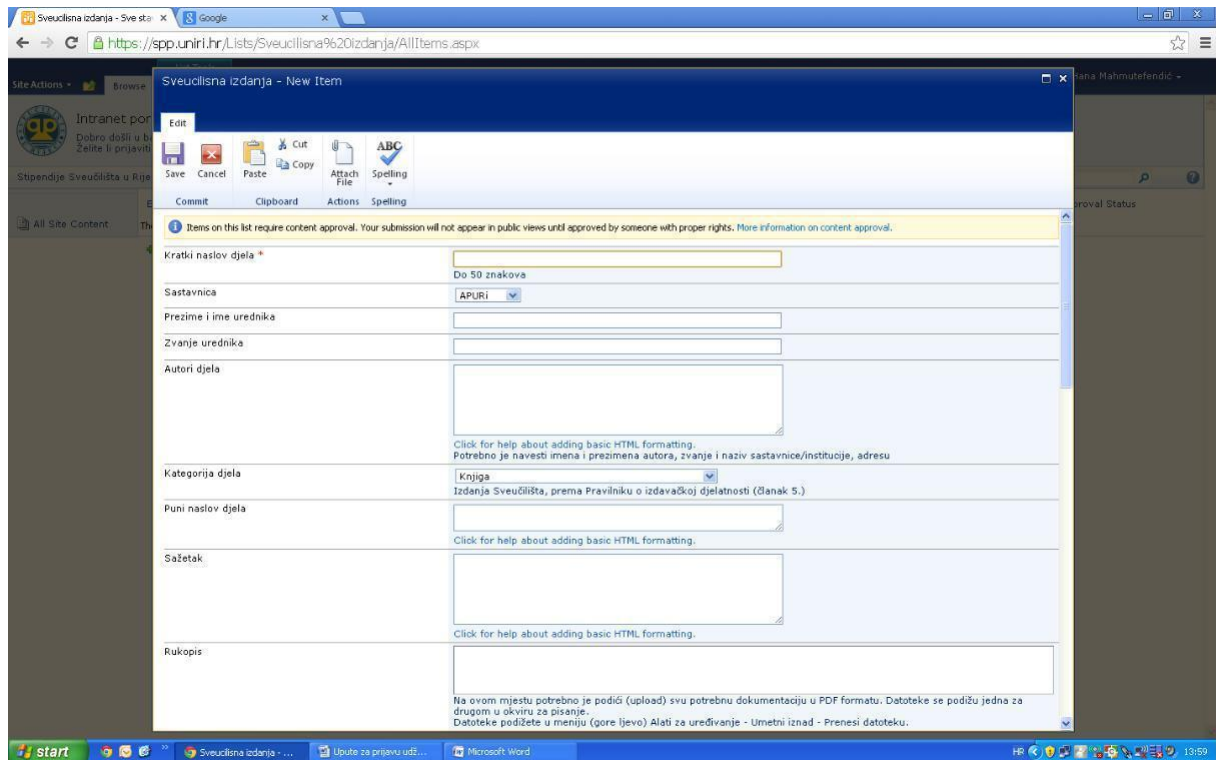 Sveucilisna izdanja - Sve sta
Google
https://spp.uniri.hr/Lists/Sveucilisna%20izdanja/AllItems.aspx
Site Actions
Browse
Hana Mahmutefendić
Intranet por
Dobro došli u b
Želite li prijaviti
Stipendije Sveučilišta u Rije
All Site Content
proval Status
Sveucilisna izdanja - New Item
Edit
Save
Cancel
Paste
Cut
Copy
Attach File
ABC
Spelling
Commit
Clipboard
Actions
Spelling
Items on this list require content approval. Your submission will not appear in public views until approved by someone with proper rights. More information on content approval.
Kratki naslov djela *
Do 50 znakova
Sastavnica
APURi
Prezime i ime urednika
Zvanje urednika
Autori djela
Click for help about adding basic HTML formatting.
Potrebno je navesti imena i prezimena autora, zvanje i naziv sastavnice/institucije, adresu
Kategorija djela
Knjiga
Izdanja Sveučilišta, prema Pravilniku o izdavačkoj djelatnosti (članak 5.)
Puni naslov djela
Click for help about adding basic HTML formatting.
Sažetak
Click for help about adding basic HTML formatting.
Rukopis
Na ovom mjestu potrebno je podići (upload) svu potrebnu dokumentaciju u PDF formatu. Datoteke se podižu jedna za
drugom u okviru za pisanje.
Datoteke podižete u meniju (gore ljevo) Alati za uređivanje - Umetni iznad - Prenesi datoteku.
start
Sveucilisna izdanja - ...
Upute za prijavu udž...
Microsoft Word
HR
13:59